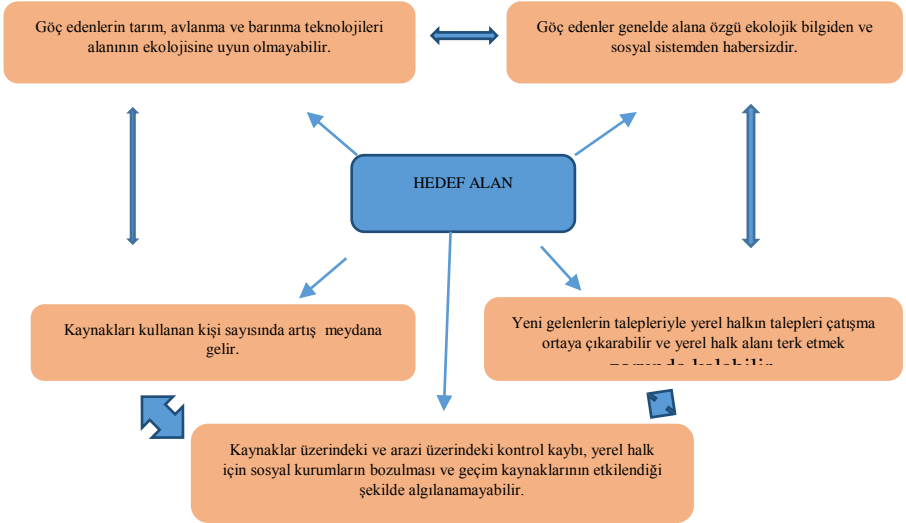 Göç edenlerin tarım, avlanma ve barınma teknolojileri
alanının ekolojisine uyun olmayabilir.
Göç edenler genelde alana özgü ekolojik bilgiden ve
sosyal sistemden habersizdir.
HEDEF ALAN
Kaynakları kullanan kişi sayısında artış meydana
gelir.
Yeni gelenlerin talepleriyle yerel halkın talepleri çatışma
ortaya çıkarabilir ve yerel halk alanı terk etmek
Kaynaklar üzerindeki ve arazi üzerindeki kontrol kaybı, yerel halk
için sosyal kurumların bozulması ve geçim kaynaklarının etkilendiği
şekilde algılanamayabilir.